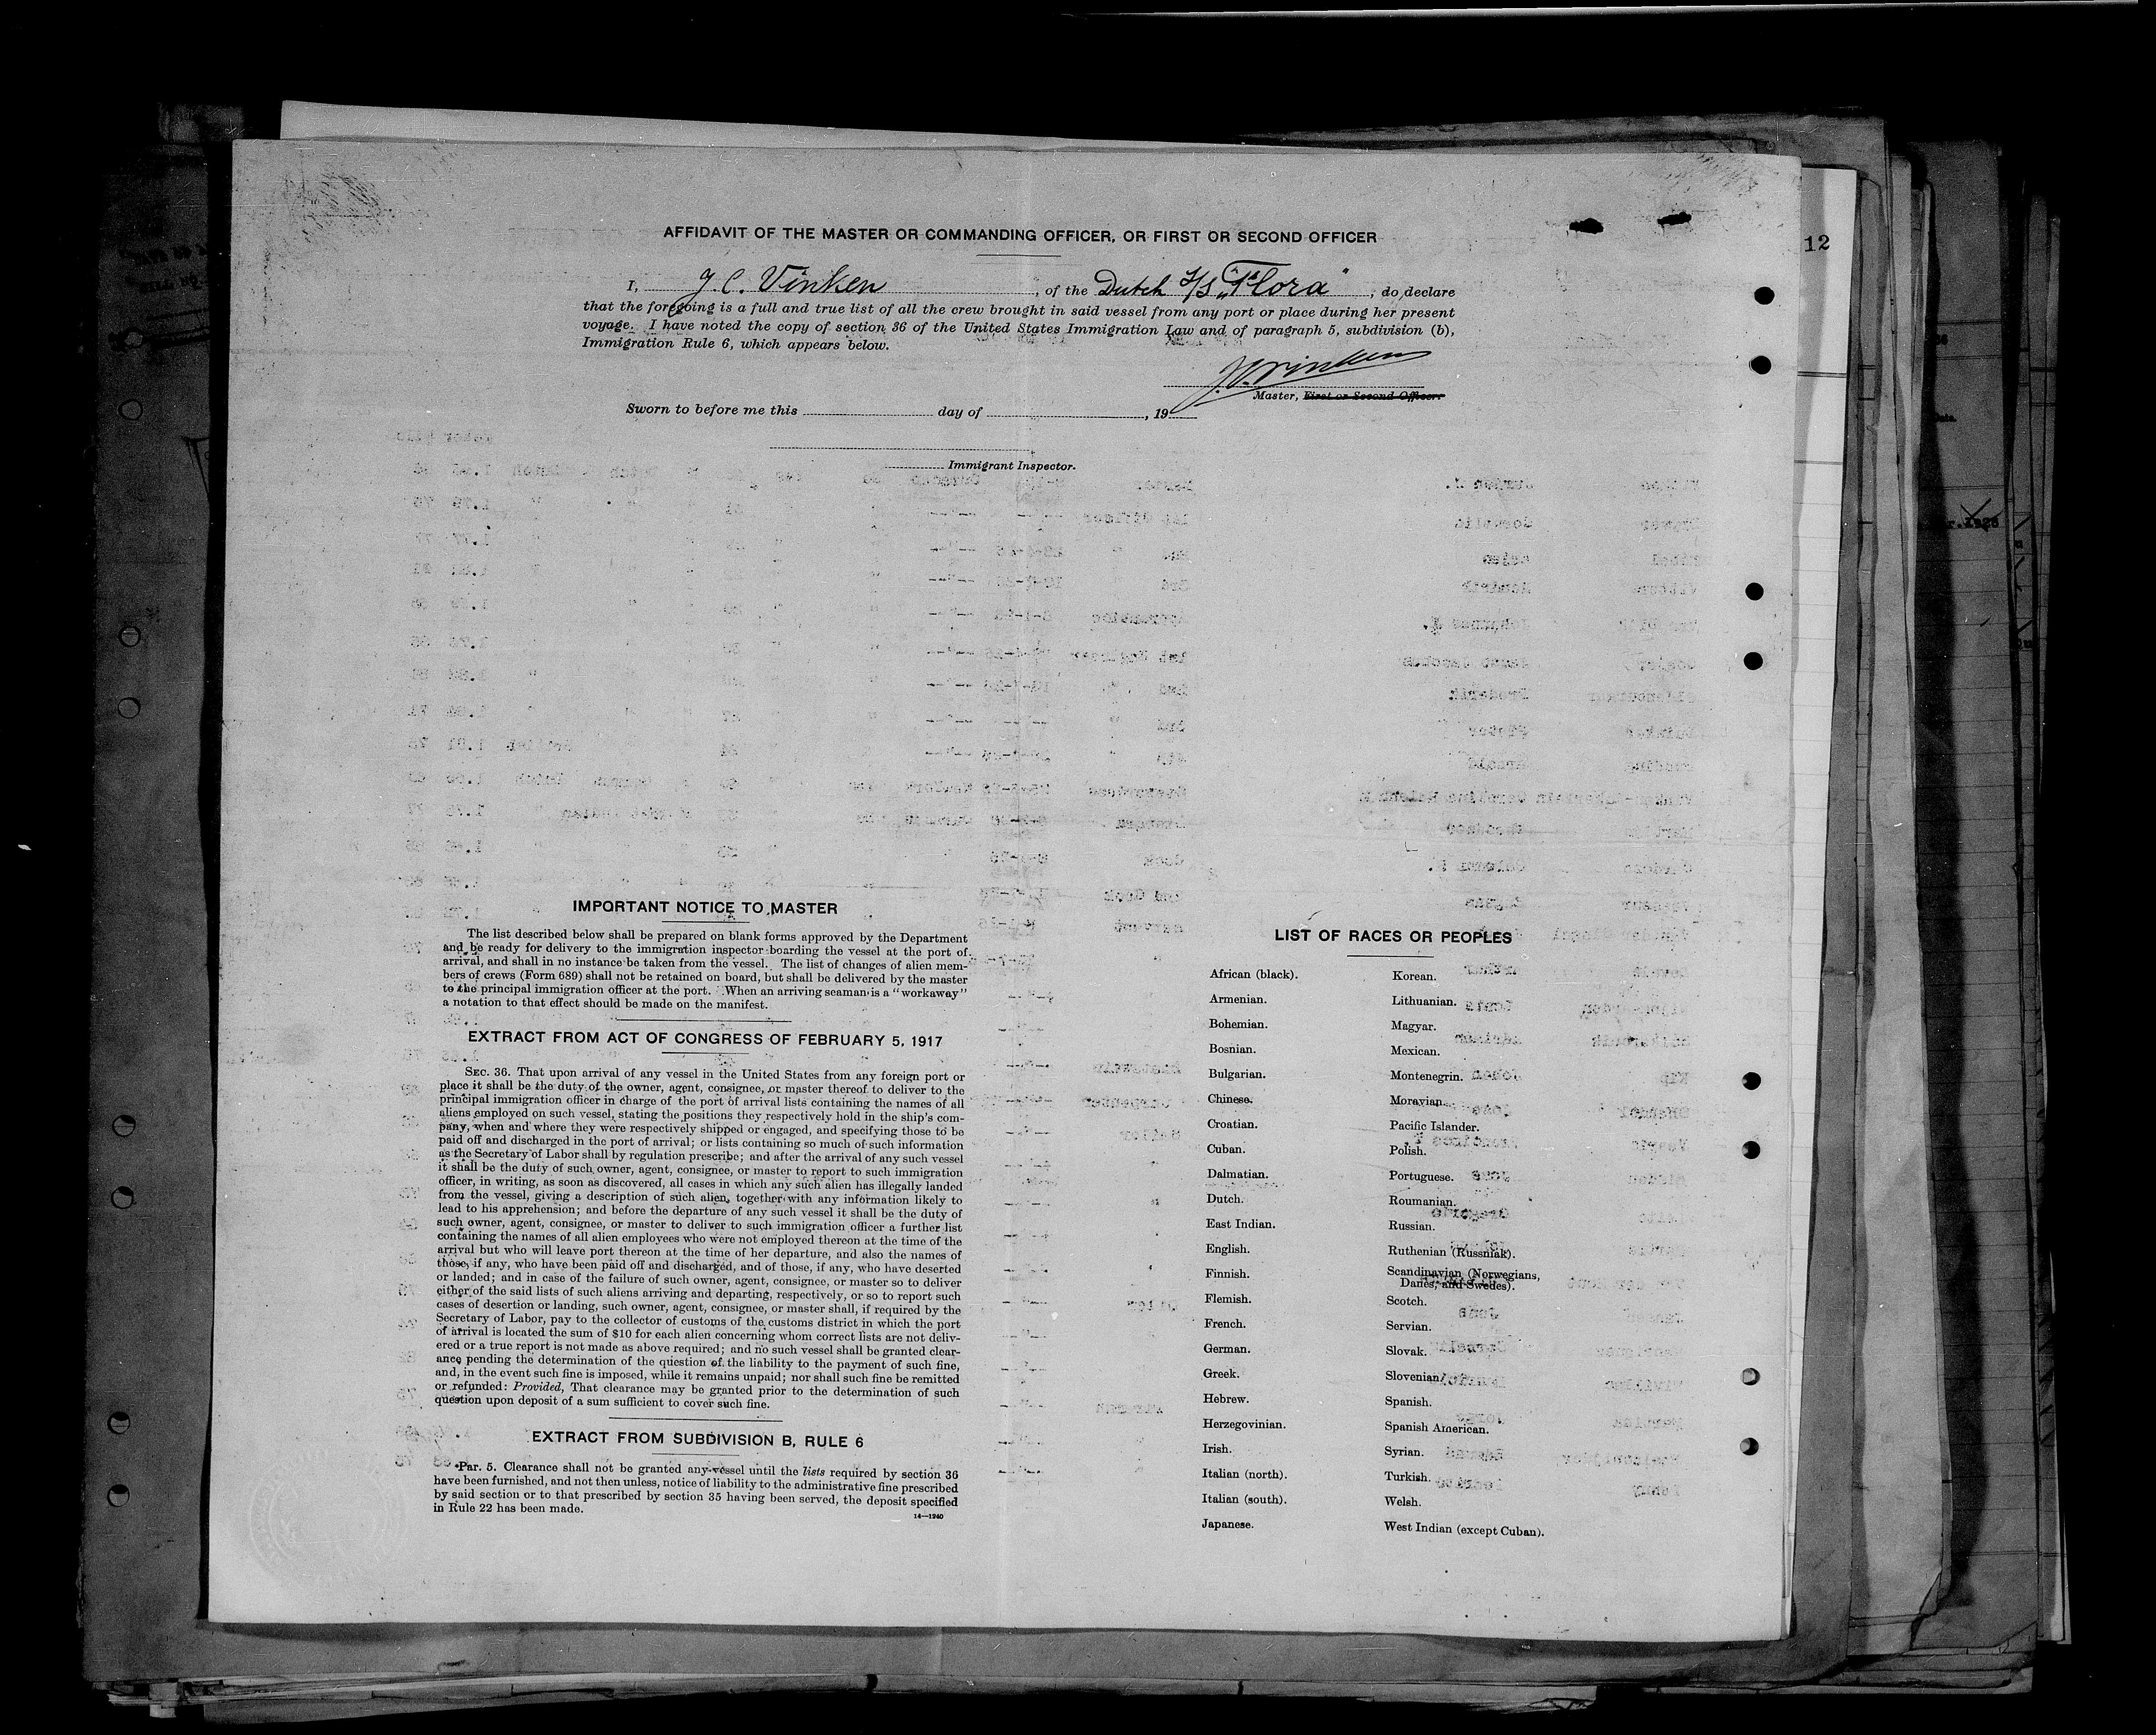 AFFIDAVIT OF THE MASTER OR COMMANDING OFFICER, OR FIRST OR SECOND OFFICER
12
I, J. C. Vinken, of the Dutch S/S „Flora", do declare
that the foregoing is a full and true list of all the crew brought in said vessel from any port or place during her present
voyage. I have noted the copy of section 36 of the United States Immigration Law and of paragraph 5, subdivision (b),
Immigration Rule 6, which appears below.
J.C. Vinken
Master, First or Second Officer.
Sworn to before me this day of , 19
Immigrant Inspector.
IMPORTANT NOTICE TO MASTER
The list described below shall be prepared on blank forms approved by the Department
and be ready for delivery to the immigration inspector boarding the vessel at the port of
arrival, and shall in no instance be taken from the vessel. The list of changes of alien mem-
bers of crews (Form 689) shall not be retained on board, but shall be delivered by the master
to the principal immigration officer at the port. When an arriving seaman is a "workaway"
a notation to that effect should be made on the manifest.
EXTRACT FROM ACT OF CONGRESS OF FEBRUARY 5, 1917
SEC. 36. That upon arrival of any vessel in the United States from any foreign port or
place it shall be the duty of the owner, agent, consignee, or master thereof to deliver to the
principal immigration officer in charge of the port of arrival lists containing the names of all
aliens employed on such vessel, stating the positions they respectively hold in the ship's com-
pany, when and where they were respectively shipped or engaged, and specifying those to be
paid off and discharged in the port of arrival; or lists containing so much of such information
as the Secretary of Labor shall by regulation prescribe; and after the arrival of any such vessel
it shall be the duty of such owner, agent, consignee, or master to report to such immigration
officer, in writing, as soon as discovered, all cases in which any such alien has illegally landed
from the vessel, giving a description of such alien, together with any information likely to
lead to his apprehension; and before the departure of any such vessel it shall be the duty of
such owner, agent, consignee, or master to deliver to such immigration officer a further list
containing the names of all alien employees who were not employed thereon at the time of the
arrival but who will leave port thereon at the time of her departure, and also the names of
those, if any, who have been paid off and discharged, and of those, if any, who have deserted
or landed; and in case of the failure of such owner, agent, consignee, or master so to deliver
either of the said lists of such aliens arriving and departing, respectively, or so to report such
cases of desertion or landing, such owner, agent, consignee, or master shall, if required by the
Secretary of Labor, pay to the collector of customs of the customs district in which the port
of arrival is located the sum of $10 for each alien concerning whom correct lists are not deliv-
ered or a true report is not made as above required; and no such vessel shall be granted clear-
ance pending the determination of the question of the liability to the payment of such fine,
and, in the event such fine is imposed, while it remains unpaid; nor shall such fine be remitted
or refunded: Provided, That clearance may be granted prior to the determination of such
question upon deposit of a sum sufficient to cover such fine.
EXTRACT FROM SUBDIVISION B, RULE 6
Par. 5. Clearance shall not be granted any vessel until the lists required by section 36
have been furnished, and not then unless, notice of liability to the administrative fine prescribed
by said section or to that prescribed by section 35 having been served, the deposit specified
in Rule 22 has been made.
14—1240
LIST OF RACES OR PEOPLES
African (black).
Armenian.
Bohemian.
Bosnian.
Bulgarian.
Chinese.
Croatian.
Cuban.
Dalmatian.
Dutch.
East Indian.
English.
Finnish.
Flemish.
French.
German.
Greek.
Hebrew.
Herzegovinian.
Irish.
Italian (north).
Italian (south).
Japanese.
Korean.
Lithuanian.
Magyar.
Mexican.
Montenegrin.
Moravian.
Pacific Islander.
Polish.
Portuguese.
Roumanian.
Russian.
Ruthenian (Russniak).
Scandinavian (Norwegians,
Danes, and Swedes).
Scotch.
Servian.
Slovak.
Slovenian.
Spanish.
Spanish American.
Syrian.
Turkish.
Welsh.
West Indian (except Cuban).